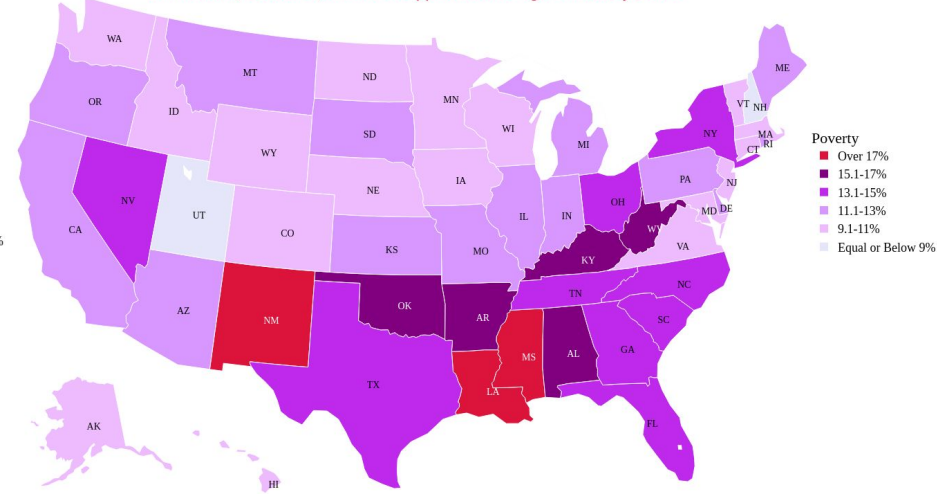 WA
ME
MT
ND
MN
OR
VT
NH
ID
WI
SD
NY
MA
MI
RI
CT
WY
IA
PA
NJ
NE
NV
OH
MD
DE
UT
IL
IN
CA
CO
WV
VA
KS
MO
KY
NC
TN
OK
AZ
AR
NM
SC
GA
AL
MS
TX
LA
FL
AK
HI
%
Poverty
Over 17%
15.1-17%
13.1-15%
11.1-13%
9.1-11%
Equal or Below 9%